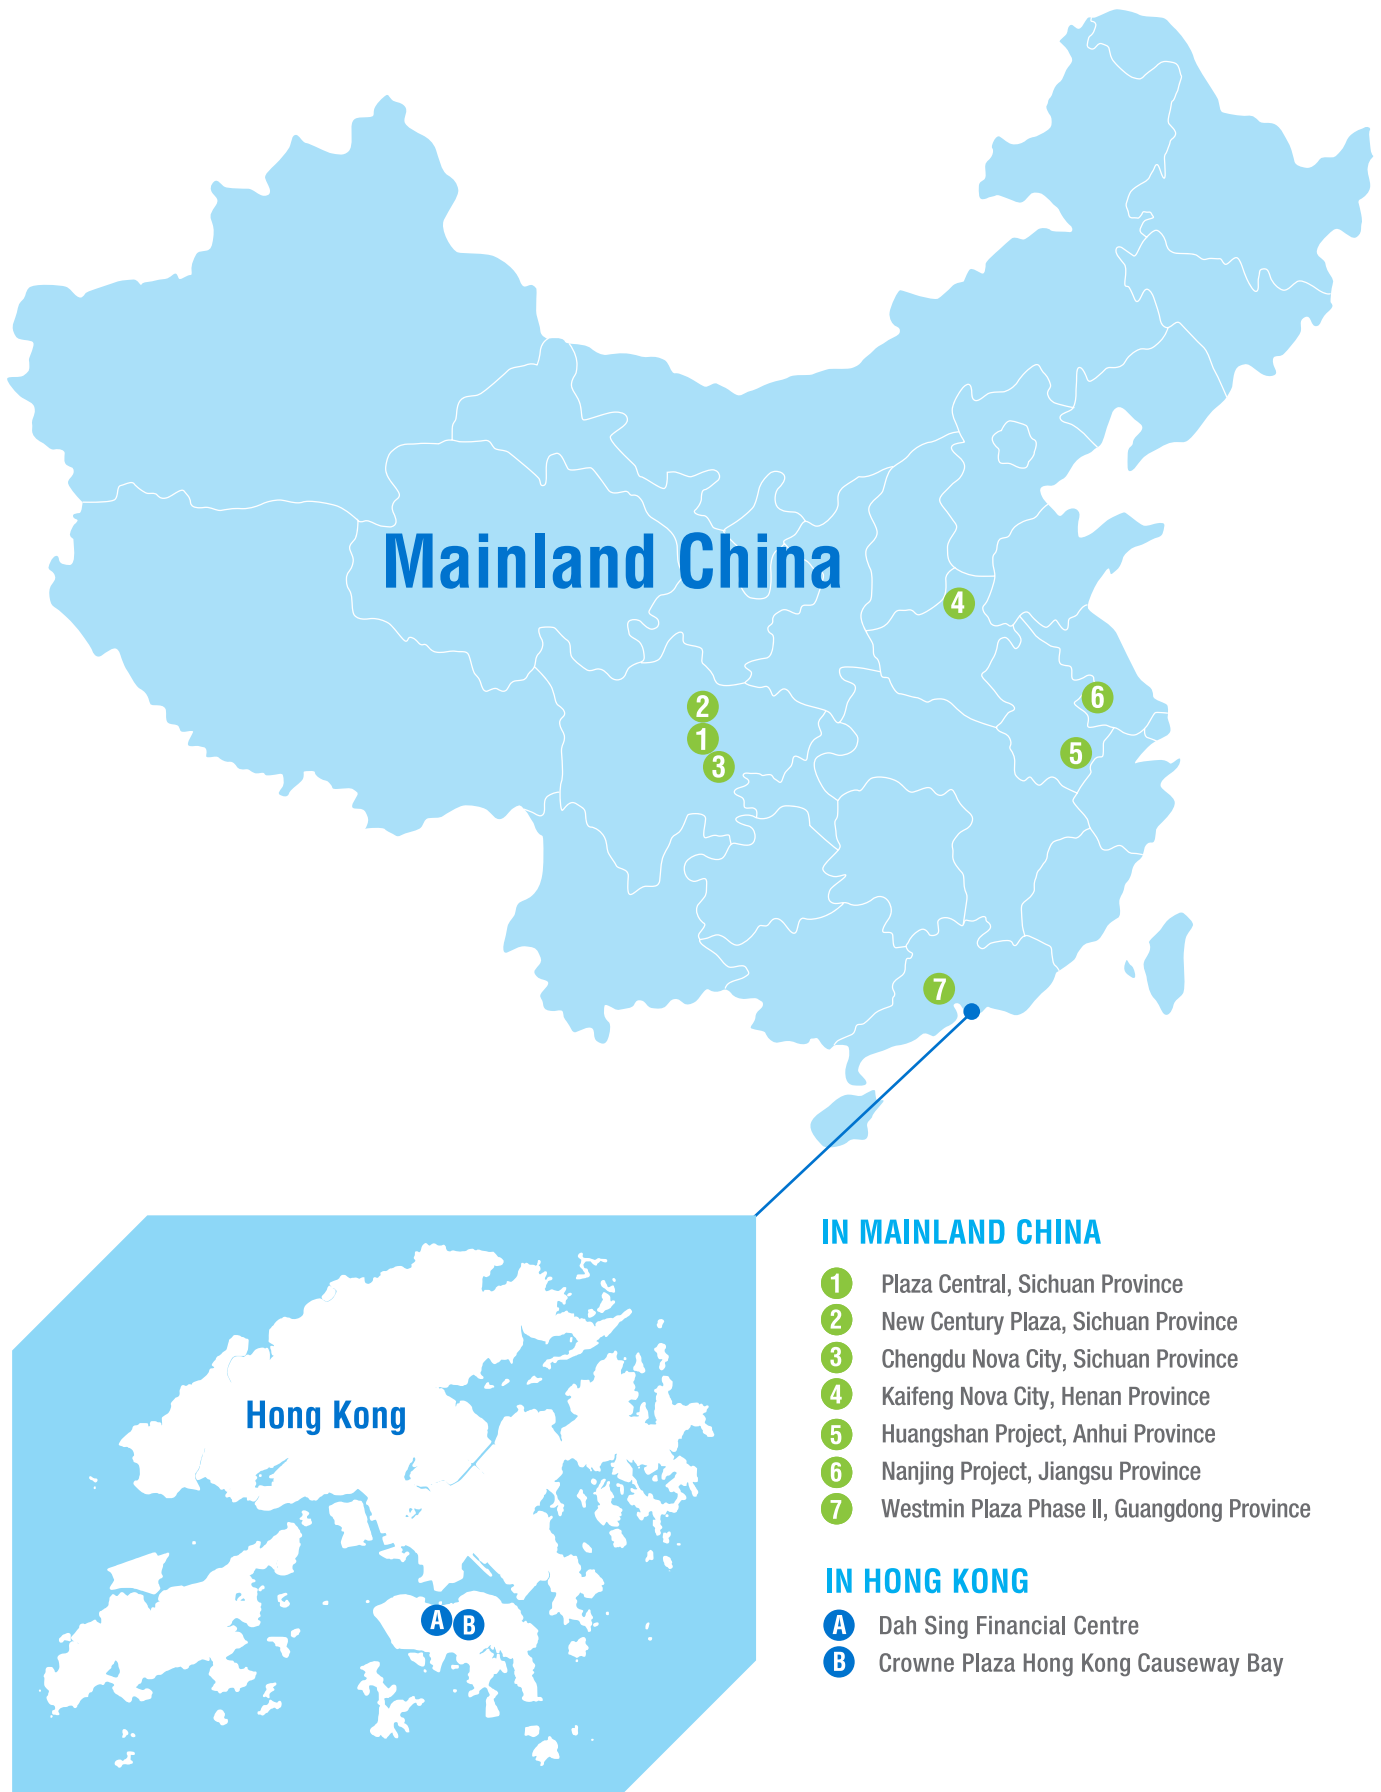 Mainland China
4
6
2
1
5
3
7
Hong Kong
A B
IN MAINLAND CHINA
1 Plaza Central, Sichuan Province
2 New Century Plaza, Sichuan Province
3 Chengdu Nova City, Sichuan Province
4 Kaifeng Nova City, Henan Province
5 Huangshan Project, Anhui Province
6 Nanjing Project, Jiangsu Province
7 Westmin Plaza Phase II, Guangdong Province
IN HONG KONG
A Dah Sing Financial Centre
B Crowne Plaza Hong Kong Causeway Bay